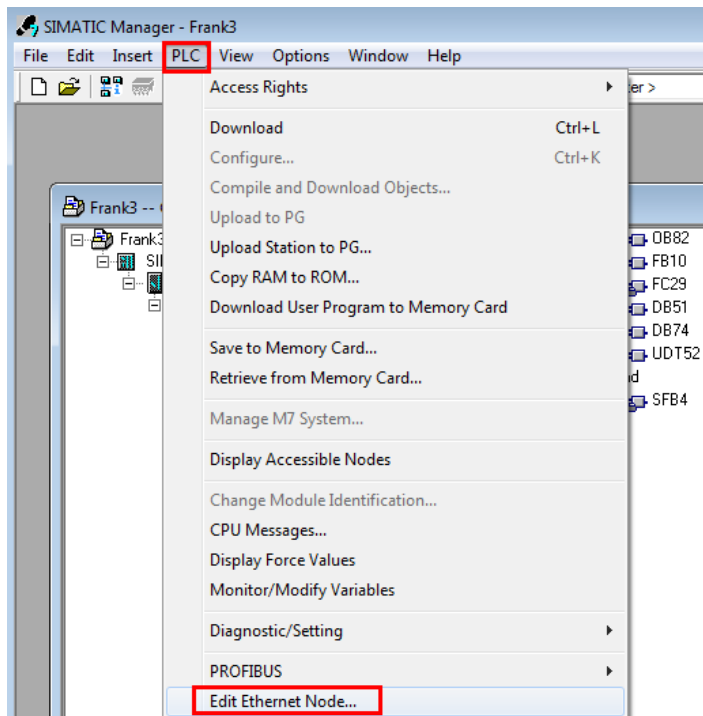 SIMATIC Manager - Frank3
File Edit Insert PLC View Options Window Help
Access Rights
Download Ctrl+L
Configure... Ctrl+K
Compile and Download Objects...
Upload to PG
Upload Station to PG...
Copy RAM to ROM...
Download User Program to Memory Card
Save to Memory Card...
Retrieve from Memory Card...
Manage M7 System...
Display Accessible Nodes
Change Module Identification...
CPU Messages...
Display Force Values
Monitor/Modify Variables
Diagnostic/Setting
PROFIBUS
Edit Ethernet Node...
Frank3 --
Frank3
SI
er >
OB82
FB10
FC29
DB51
DB74
UDT52
SFB4